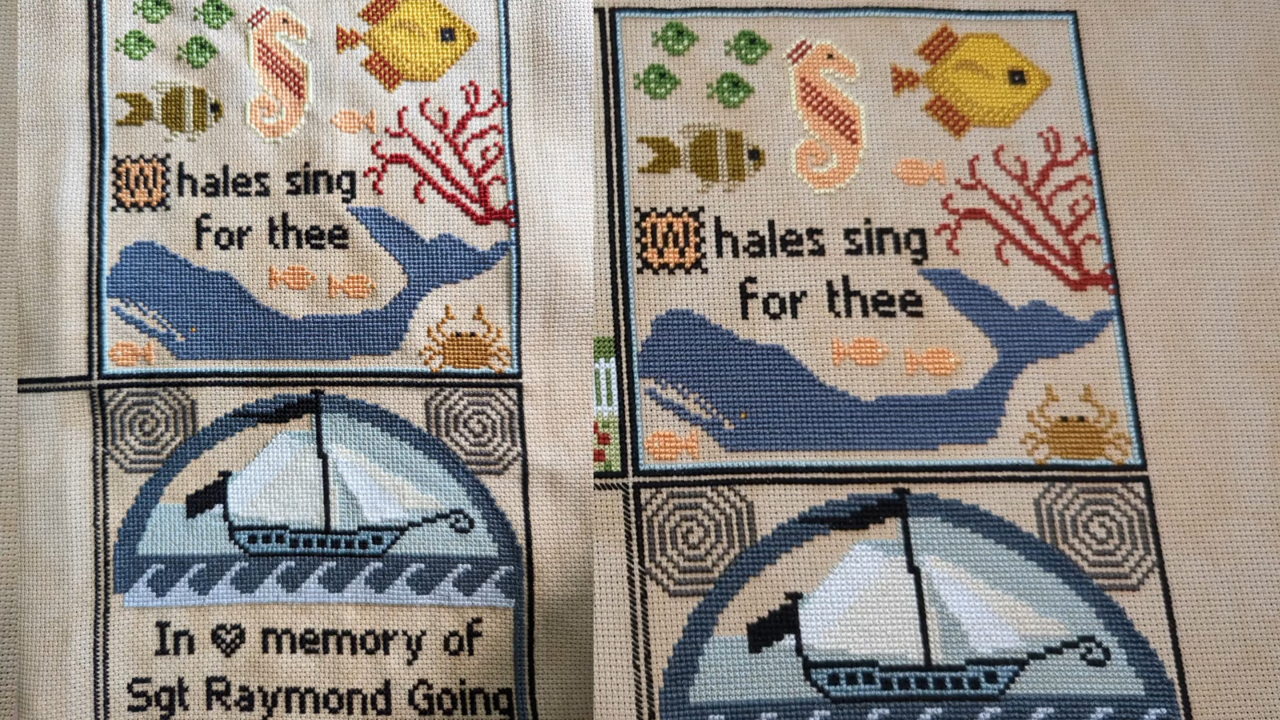 Whales sing
for thee
In memory of
Sgt Raymond Going
Whales sing
for thee